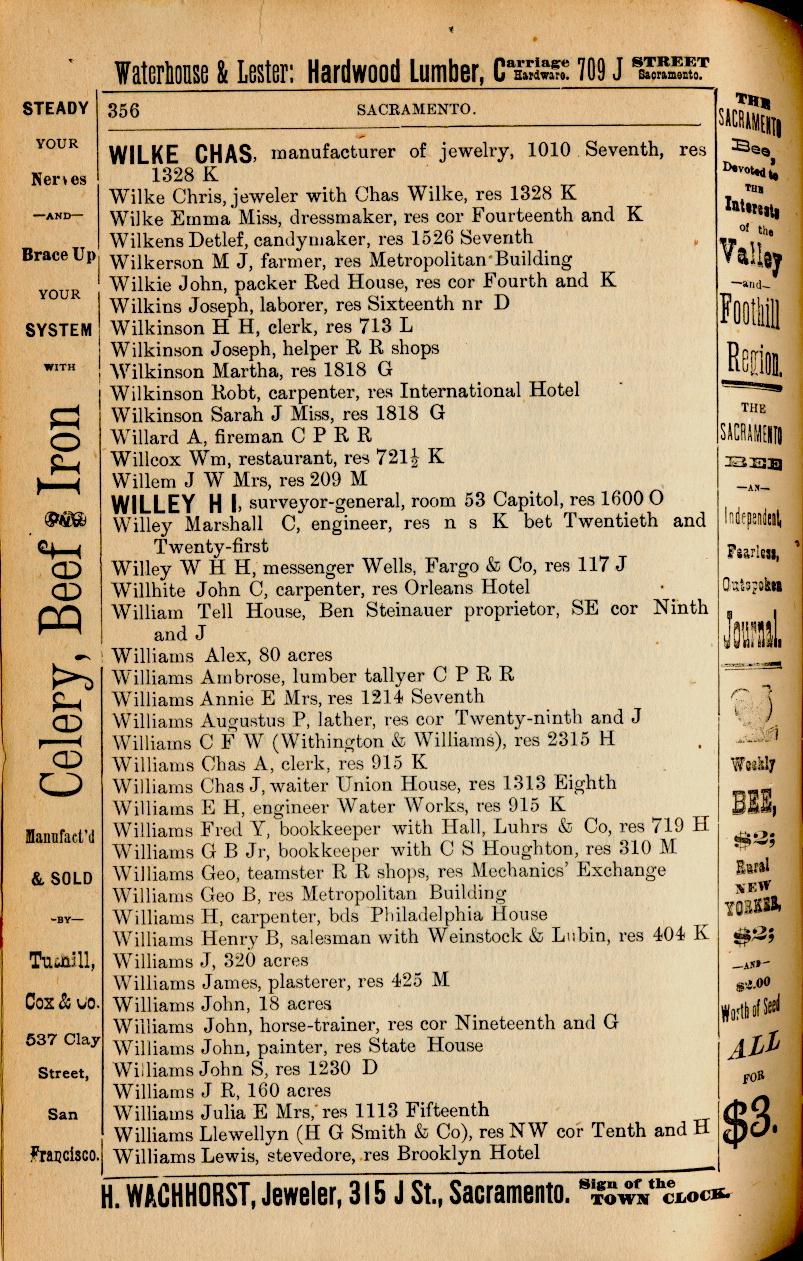 Waterhouse & Lester: Hardwood Lumber, Carriage Hardware. 709 J STREET Sacramento.
356 SACRAMENTO.
WILKE CHAS, manufacturer of jewelry, 1010 Seventh, res
1328 K
Wilke Chris, jeweler with Chas Wilke, res 1328 K
Wilke Emma Miss, dressmaker, res cor Fourteenth and K
Wilkens Detlef, candymaker, res 1526 Seventh
Wilkerson M J, farmer, res Metropolitan Building
Wilkie John, packer Red House, res cor Fourth and K
Wilkins Joseph, laborer, res Sixteenth nr D
Wilkinson H H, clerk, res 713 L
Wilkinson Joseph, helper R R shops
Wilkinson Martha, res 1818 G
Wilkinson Robt, carpenter, res International Hotel
Wilkinson Sarah J Miss, res 1818 G
Willard A, fireman C P R R
Willcox Wm, restaurant, res 721½ K
Willem J W Mrs, res 209 M
WILLEY H I, surveyor-general, room 53 Capitol, res 1600 O
Willey Marshall C, engineer, res n s K bet Twentieth and
Twenty-first
Willey W H H, messenger Wells, Fargo & Co, res 117 J
Willhite John C, carpenter, res Orleans Hotel
William Tell House, Ben Steinauer proprietor, SE cor Ninth
and J
Williams Alex, 80 acres
Williams Ambrose, lumber tallyer C P R R
Williams Annie E Mrs, res 1214 Seventh
Williams Augustus P, lather, res cor Twenty-ninth and J
Williams C F W (Withington & Williams), res 2315 H
Williams Chas A, clerk, res 915 K
Williams Chas J, waiter Union House, res 1313 Eighth
Williams E H, engineer Water Works, res 915 K
Williams Fred Y, bookkeeper with Hall, Luhrs & Co, res 719 H
Williams G B Jr, bookkeeper with C S Houghton, res 310 M
Williams Geo, teamster R R shops, res Mechanics' Exchange
Williams Geo B, res Metropolitan Building
Williams H, carpenter, bds Philadelphia House
Williams Henry B, salesman with Weinstock & Lubin, res 404 K
Williams J, 320 acres
Williams James, plasterer, res 425 M
Williams John, 18 acres
Williams John, horse-trainer, res cor Nineteenth and G
Williams John, painter, res State House
Williams John S, res 1230 D
Williams J R, 160 acres
Williams Julia E Mrs, res 1113 Fifteenth
Williams Llewellyn (H G Smith & Co), res NW cor Tenth and H
Williams Lewis, stevedore, res Brooklyn Hotel
STEADY
YOUR
Nerves
—AND—
Brace Up
YOUR
SYSTEM
WITH
Celery, Beef and Iron
Manufact'd
& SOLD
-BY—
Tuthill,
Cox & Co.
537 Clay
Street,
San
Francisco.
THE
SACRAMENTO
Bee,
Devoted to
THE
Interests
of the
Valley
—and—
Foothill
Region.
THE
SACRAMENTO
BEE
—AN—
Independent,
Fearless,
Outspoken
Journal.
Weekly
BEE,
$2;
Rural
NEW
YORKER,
$2;
—AND—
$2.00
Worth of Seed
ALL
FOR
$3.
H. WACHHORST, Jeweler, 315 J St., Sacramento. Sign of the TOWN CLOCK.